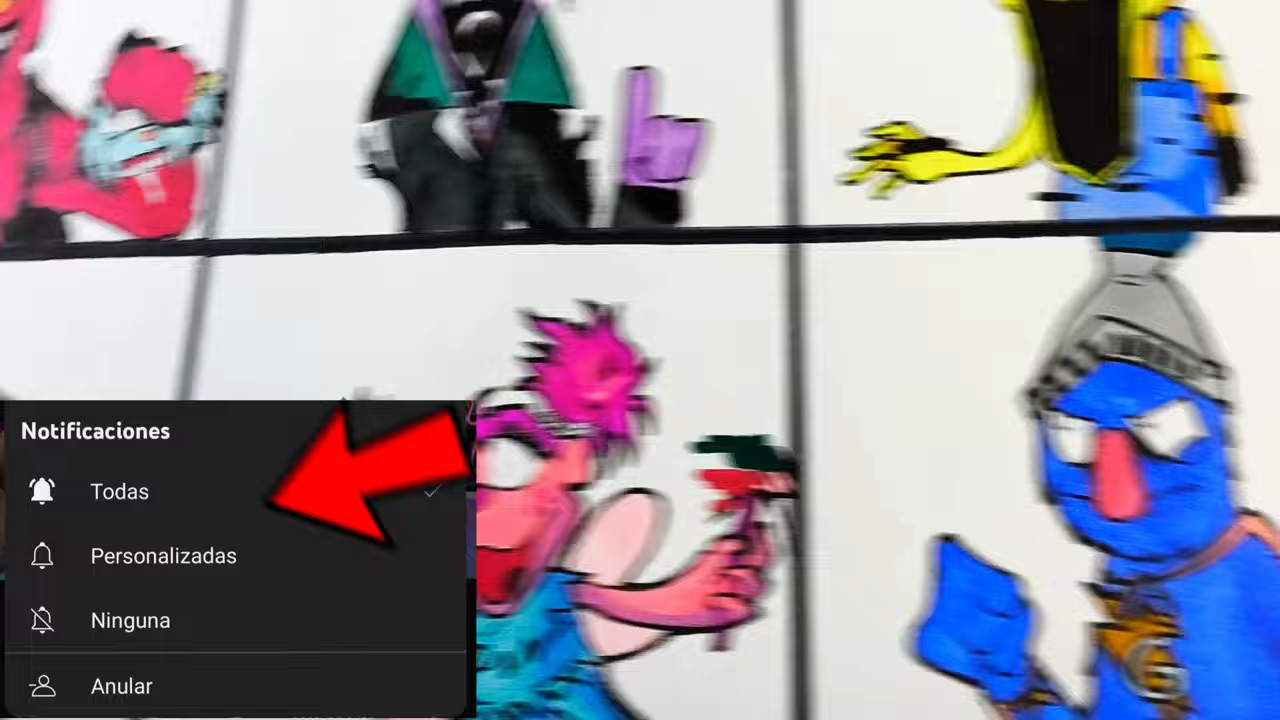 Notificaciones
Todas
Personalizadas
Ninguna
Anular